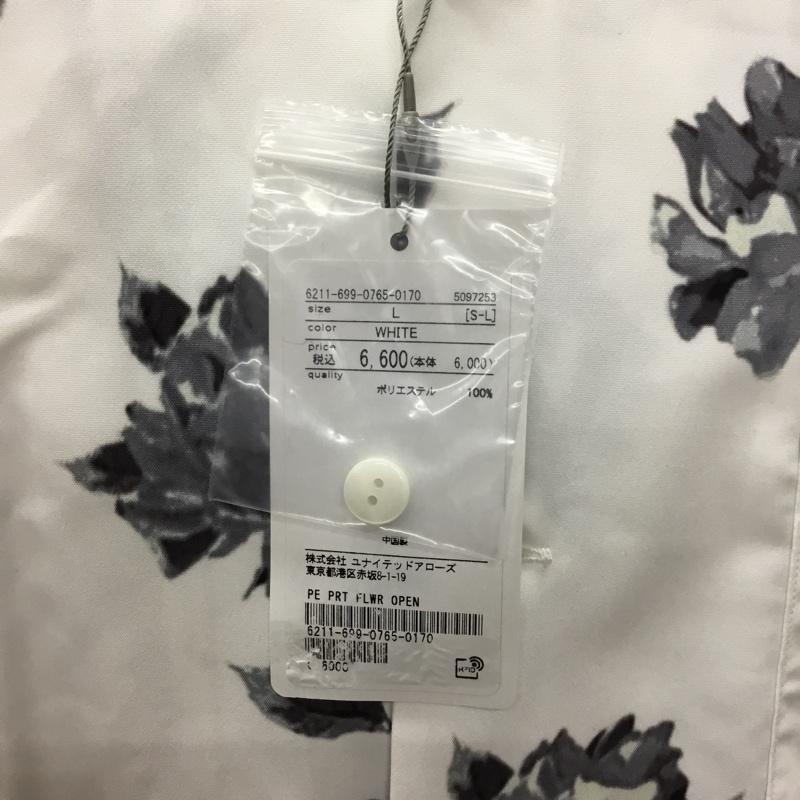 6211-699-0765-0170 5097253
size L [S-L]
color WHITE
price
税込 6,600(本体 6,000)
quality
ポリエステル 100%
中国製
株式会社 ユナイテッドアローズ
東京都港区赤坂8-1-19
PE PRT FLWR OPEN
6211-699-0765-0170
6000
RFID